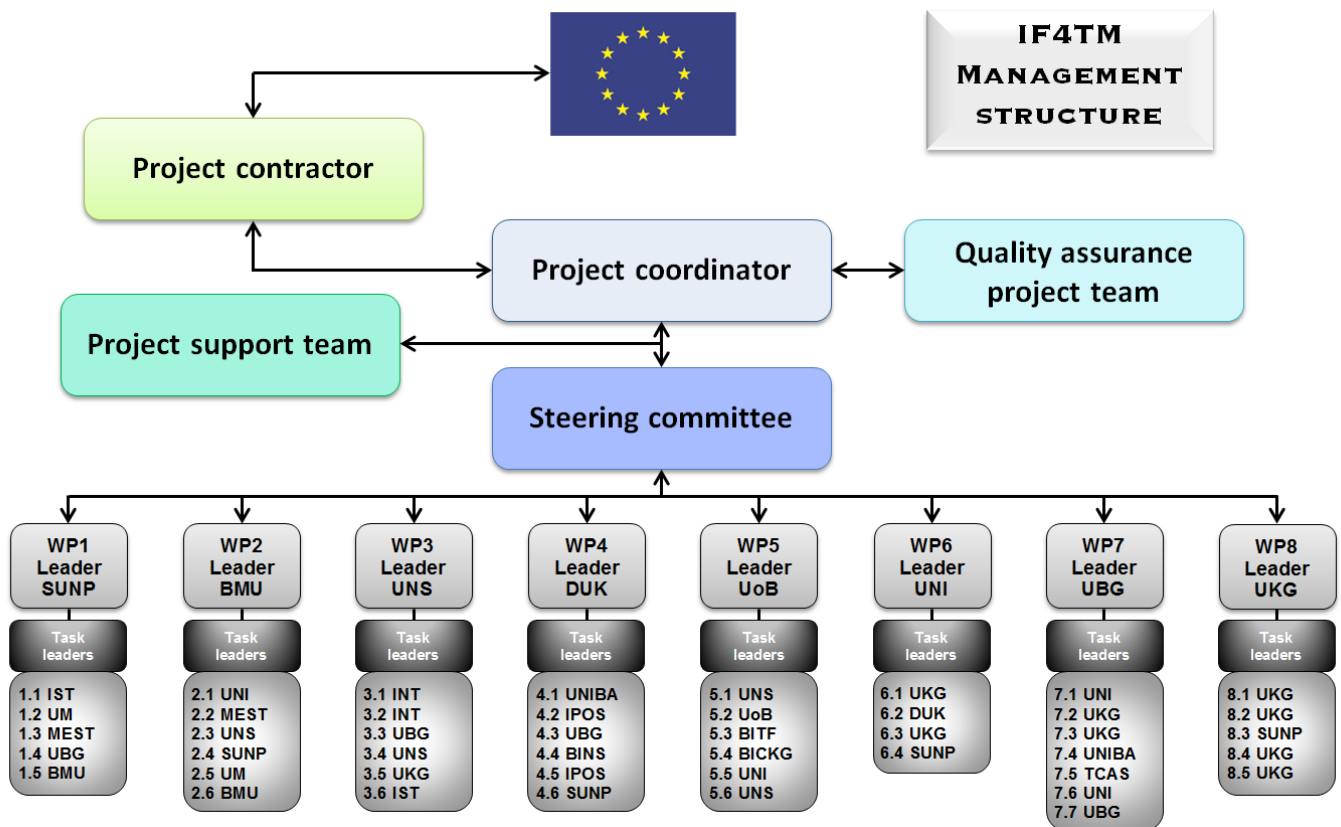 IF4TM
MANAGEMENT
STRUCTURE
Project contractor
Project coordinator
Quality assurance
project team
Project support team
Steering committee
WP1
Leader
SUNP
Task
leaders
1.1 IST
1.2 UM
1.3 MEST
1.4 UBG
1.5 BMU
WP2
Leader
BMU
Task
leaders
2.1 UNI
2.2 MEST
2.3 UNS
2.4 SUNP
2.5 UM
2.6 BMU
WP3
Leader
UNS
Task
leaders
3.1 INT
3.2 INT
3.3 UBG
3.4 UNS
3.5 UKG
3.6 IST
WP4
Leader
DUK
Task
leaders
4.1 UNIBA
4.2 IPOS
4.3 UBG
4.4 BINS
4.5 IPOS
4.6 SUNP
WP5
Leader
UoB
Task
leaders
5.1 UNS
5.2 UoB
5.3 BITF
5.4 BICKG
5.5 UNI
5.6 UNS
WP6
Leader
UNI
Task
leaders
6.1 UKG
6.2 DUK
6.3 UKG
6.4 SUNP
WP7
Leader
UBG
Task
leaders
7.1 UNI
7.2 UKG
7.3 UKG
7.4 UNIBA
7.5 TCAS
7.6 UNI
7.7 UBG
WP8
Leader
UKG
Task
leaders
8.1 UKG
8.2 UKG
8.3 SUNP
8.4 UKG
8.5 UKG